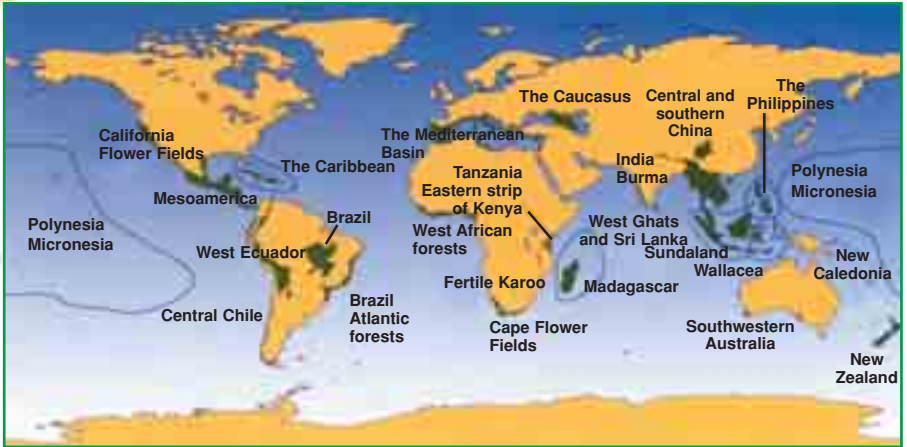 The Caucasus
Central and
southern
China
The
Philippines
California
Flower Fields
The Mediterranean
Basin
The Caribbean
Tanzania
Eastern strip
of Kenya
India
Burma
Polynesia
Micronesia
Mesoamerica
Polynesia
Micronesia
Brazil
West African
forests
West Ghats
and Sri Lanka
West Ecuador
Sundaland
Wallacea
New
Caledonia
Fertile Karoo
Madagascar
Central Chile
Brazil
Atlantic
forests
Cape Flower
Fields
Southwestern
Australia
New
Zealand